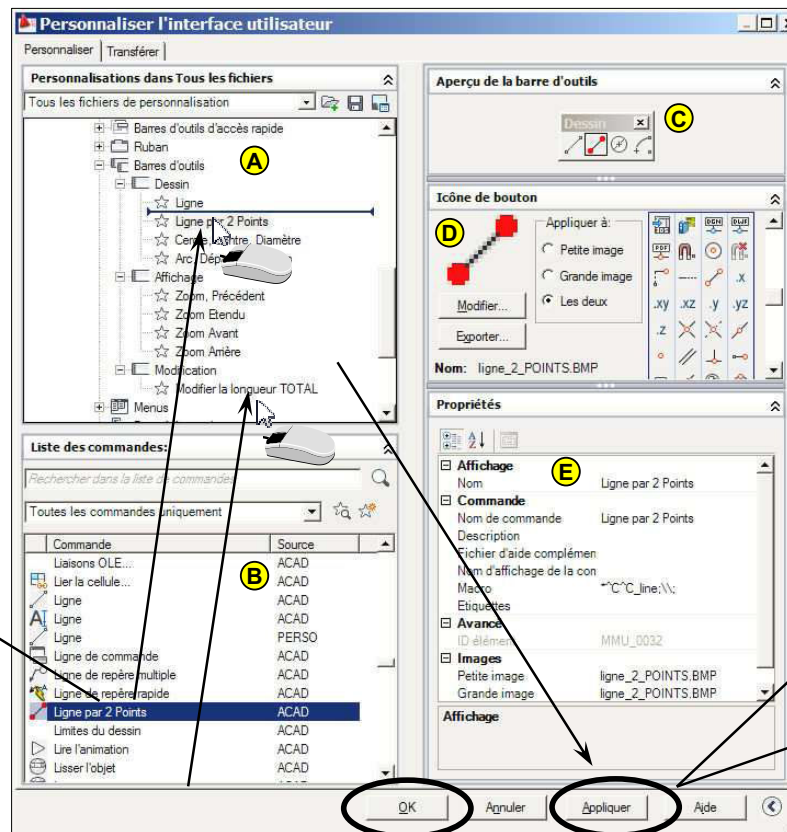 Personnaliser l'interface utilisateur
Personnaliser
Transférer
Personnalisations dans Tous les fichiers
Tous les fichiers de personnalisation
Barres d'outils d'accès rapide
Ruban
Barres d'outils
A
Dessin
Ligne
Ligne par 2 Points
Diamètre
Affichage
Zoom, Précédent
Zoom Etendu
Zoom Avant
Zoom Arrière
Modification
Modifier la longueur TOTAL
Menus
Liste des commandes:
Rechercher dans la liste de commandes
Toutes les commandes uniquement
Commande Source
Liaisons OLE... ACAD
B
Lier la cellule... ACAD
Ligne ACAD
Ligne ACAD
Ligne PERSO
Ligne de commande ACAD
Ligne de repère multiple ACAD
Ligne de repère rapide ACAD
Ligne par 2 Points ACAD
Limites du dessin ACAD
Lire l'animation ACAD
Lisser l'objet ACAD
Aperçu de la barre d'outils
Dessin
C
Icône de bouton
D
Appliquer à:
Petite image
Grande image
Les deux
Modifier...
Exporter...
Nom: ligne_2_POINTS.BMP
DGN
DWF
PDF
.x
.xy .xz .y .yz
.z
Propriétés
Affichage
E
Nom Ligne par 2 Points
Commande
Nom de commande Ligne par 2 Points
Description
Fichier d'aide complémen
Nom d'affichage de la con
Macro *^C^C_line;\\;
Etiquettes
Avancé
ID élément MMU_0032
Images
Petite image ligne_2_POINTS.BMP
Grande image ligne_2_POINTS.BMP
Affichage
OK
Annuler
Appliquer
Aide